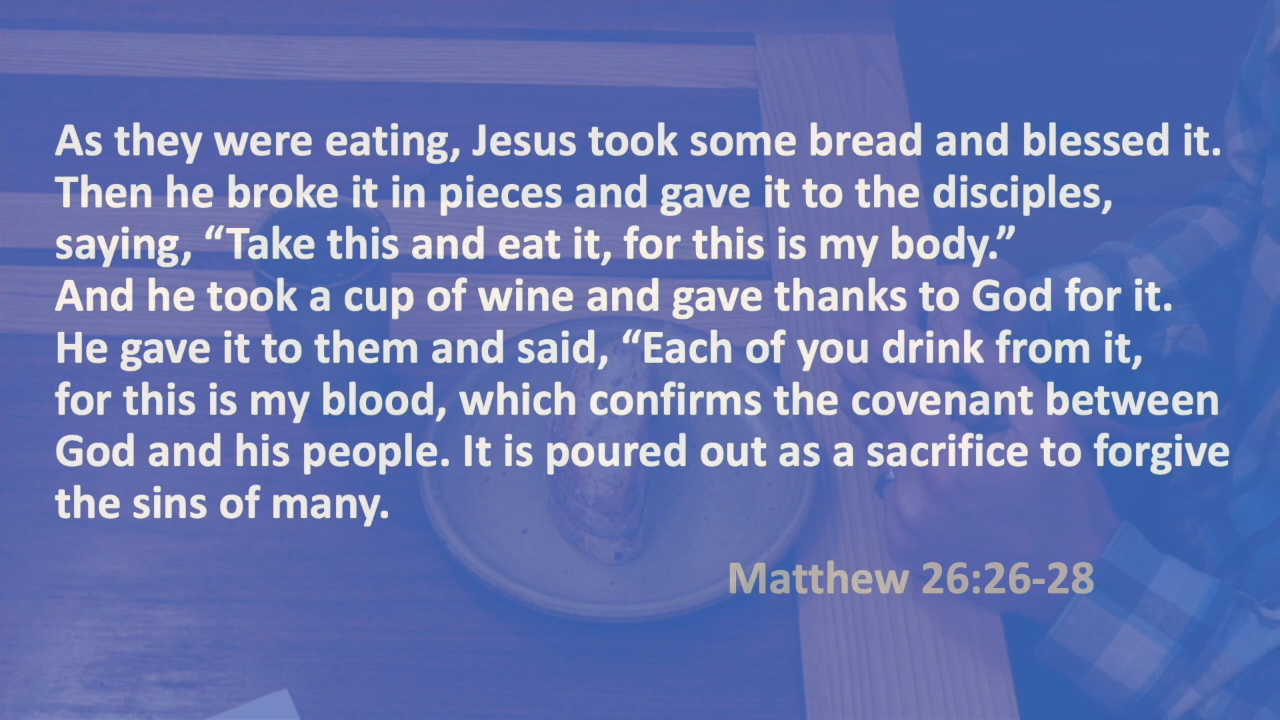 As they were eating, Jesus took some bread and blessed it.
Then he broke it in pieces and gave it to the disciples,
saying, “Take this and eat it, for this is my body.”
And he took a cup of wine and gave thanks to God for it.
He gave it to them and said, “Each of you drink from it,
for this is my blood, which confirms the covenant between
God and his people. It is poured out as a sacrifice to forgive
the sins of many.
Matthew 26:26-28